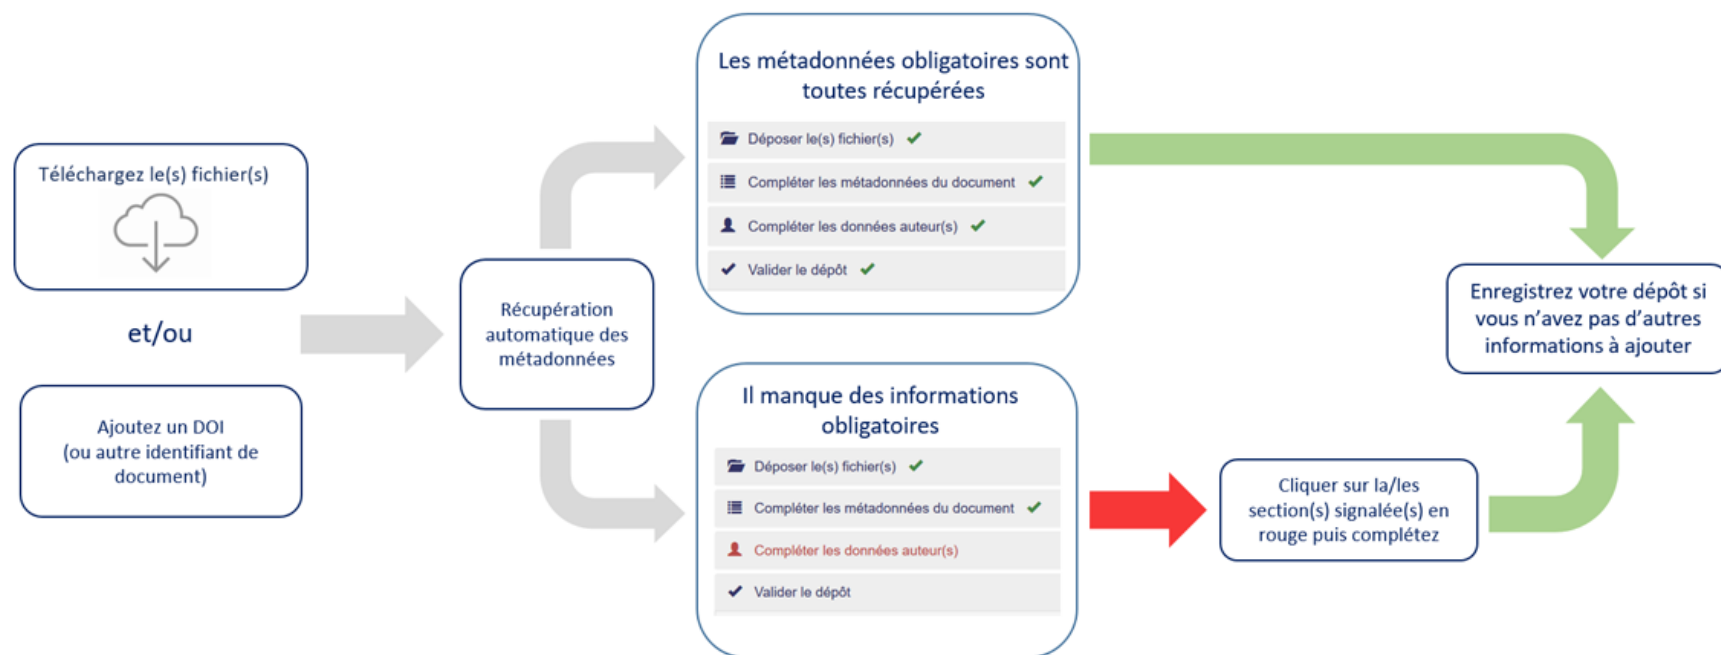 Téléchargez le(s) fichier(s)
et/ou
Ajoutez un DOI
(ou autre identifiant de
document)
Récupération
automatique des
métadonnées
Les métadonnées obligatoires sont
toutes récupérées
Déposer le(s) fichier(s)
Compléter les métadonnées du document
Compléter les données auteur(s)
Valider le dépôt
Il manque des informations
obligatoires
Déposer le(s) fichier(s)
Compléter les métadonnées du document
Compléter les données auteur(s)
Valider le dépôt
Cliquer sur la/les
section(s) signalée(s) en
rouge puis complétez
Enregistrez votre dépôt si
vous n’avez pas d’autres
informations à ajouter